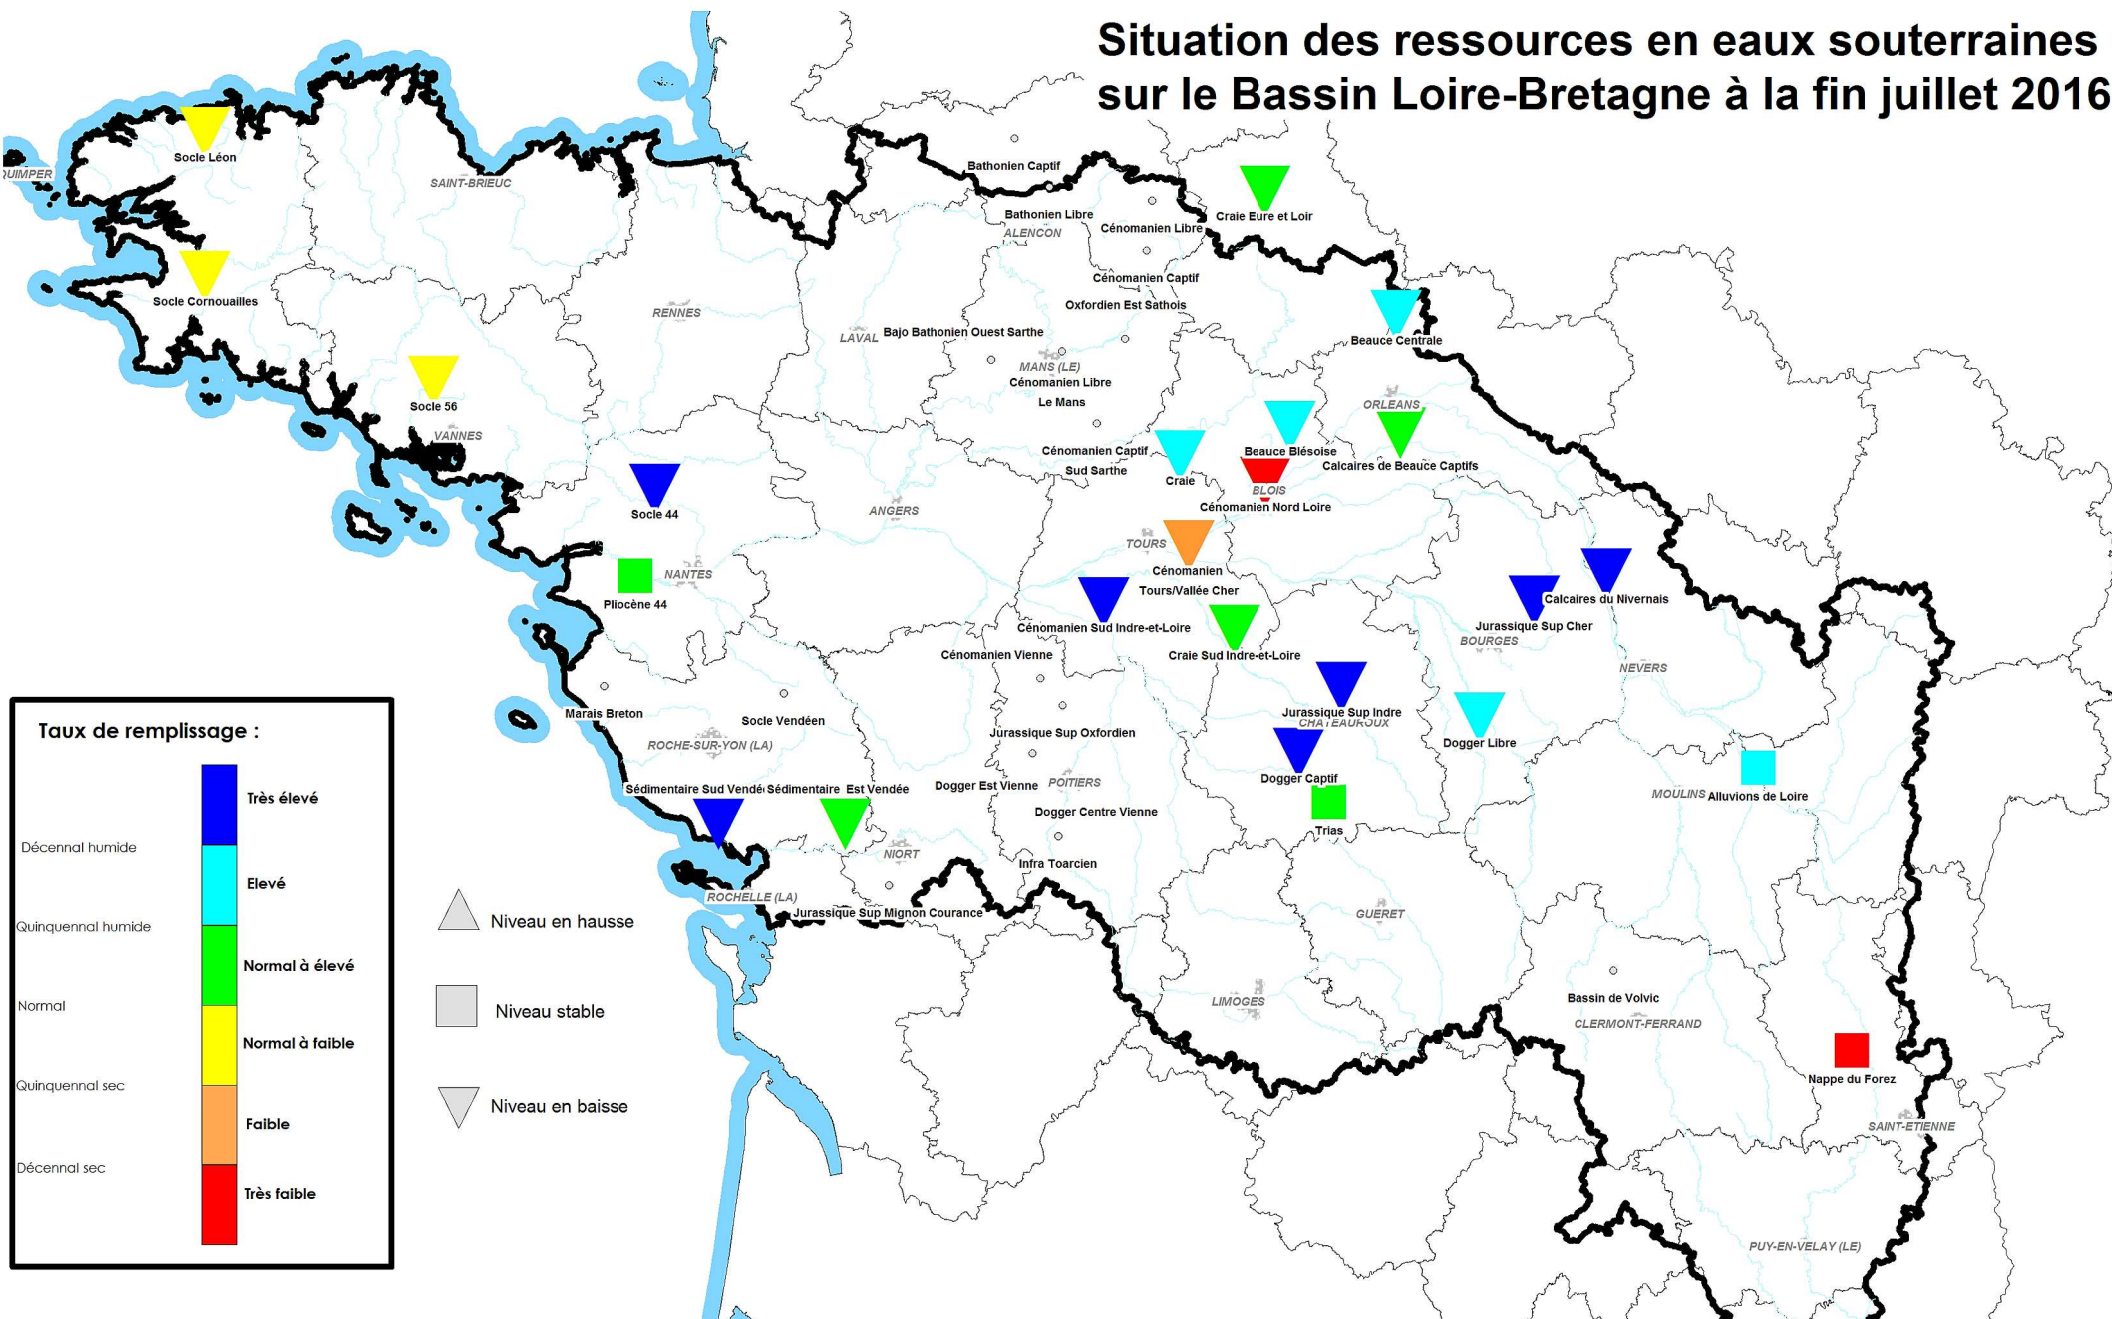 Situation des ressources en eaux souterraines
sur le Bassin Loire-Bretagne à la fin juillet 2016
Socle Léon
UIMPER
SAINT-BRIEUC
Bathonien Captif
Bathonien Libre
ALENCON
Cénomanien Libre
Craie Eure et Loir
Socle Cornouailles
RENNES
Cénomanien Captif
Oxfordien Est Sathois
LAVAL
Bajo Bathonien Ouest Sarthe
Beauce Centrale
MANS (LE)
Cénomanien Libre
Le Mans
Socle 56
VANNES
ORLEANS
Cénomanien Captif
Sud Sarthe
Craie
Beauce Blésoise
Calcaires de Beauce Captifs
BLOIS
Cénomanien Nord Loire
Socle 44
ANGERS
TOURS
Cénomanien
Tours/Vallée Cher
NANTES
Pliocène 44
Cénomanien Sud Indre-et-Loire
Calcaires du Nivernais
Jurassique Sup Cher
BOURGES
Cénomanien Vienne
Craie Sud Indre-et-Loire
NEVERS
Marais Breton
Socle Vendéen
ROCHE-SUR-YON (LA)
Jurassique Sup Oxfordien
Jurassique Sup Indre
CHATEAUROUX
Dogger Libre
Sédimentaire Sud Vendé
Sédimentaire Est Vendée
Dogger Est Vienne
POITIERS
Dogger Captif
MOULINS
Alluvions de Loire
Dogger Centre Vienne
Trias
NIORT
Infra Toarcien
ROCHELLE (LA)
Jurassique Sup Mignon Courance
GUERET
LIMOGES
Bassin de Volvic
CLERMONT-FERRAND
Nappe du Forez
SAINT-ETIENNE
PUY-EN-VELAY (LE)
Taux de remplissage :
Très élevé
Décennal humide
Elevé
Quinquennal humide
Normal à élevé
Normal
Normal à faible
Quinquennal sec
Faible
Décennal sec
Très faible
Niveau en hausse
Niveau stable
Niveau en baisse